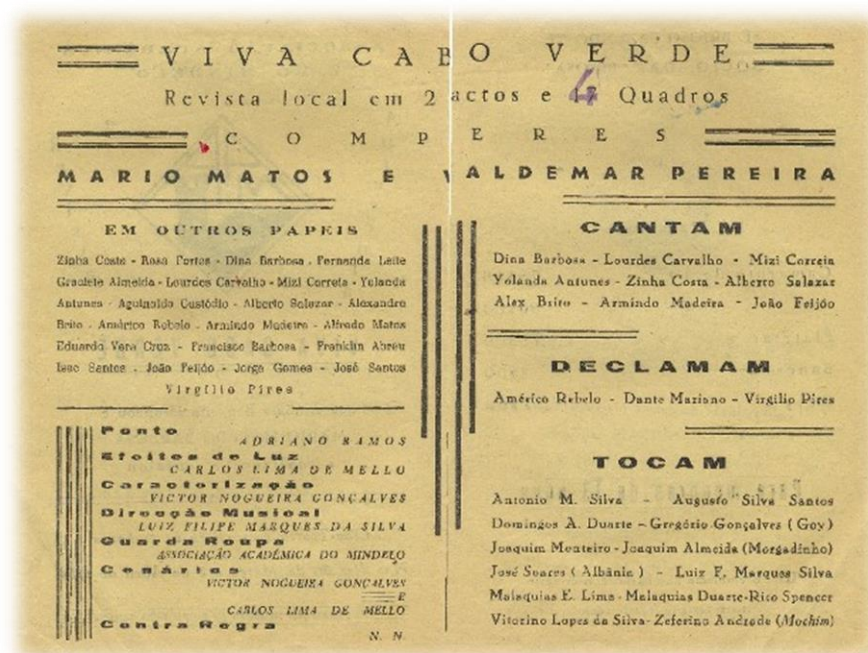 VIVA CABO VERDE
Revista local em 2 actos e 4 Quadros
COMPERES
MARIO MATOS E VALDEMAR PEREIRA
EM OUTROS PAPEIS
Zinha Costa - Rosa Fortes - Dina Barbosa - Fernanda Leite
Graciete Almeida - Lourdes Carvalho - Mizi Correia - Yolanda
Antunes - Aguinaldo Custódio - Alberto Salazar - Alexandre
Brito - Américo Rebelo - Armindo Madeira - Alfredo Matos
Eduardo Vera Cruz - Francisco Barbosa - Franklin Abreu
Santos - João Feijóo - Jorge Gomes - José Santos
Virgílio Pires
Ponto
ADRIANO RAMOS
Efeitos de Luz
CARLOS LIMA DE MELLO
Caracterização
VICTOR NOGUEIRA GONÇALVES
Direcção Musical
LUIZ FILIPE MARQUES DA SILVA
Guarda Roupa
ASSOCIAÇÃO ACADÉMICA DO MINDELO
Cenários
VICTOR NOGUEIRA GONÇALVES
E
CARLOS LIMA DE MELLO
Contra Regra
N. N.
CANTAM
Dina Barbosa - Lourdes Carvalho - Mizi Correia
Yolanda Antunes - Zinha Costa - Alberto Salazar
Alex Brito - Armindo Madeira - João Feijóo
DECLAMAM
Américo Rebelo - Dante Mariano - Virgílio Pires
TOCAM
Antonio M. Silva - Augusto Silva Santos
Domingos A. Duarte - Gregório Gonçalves (Goy)
Joaquim Monteiro - Joaquim Almeida (Morgadinho)
José Soares (Albânia) - Luiz F. Marques Silva
Malaquias E. Lima - Malaquias Duarte - Rito Spencer
Vitorino Lopes da Silva - Zeferino Andrade (Mochim)